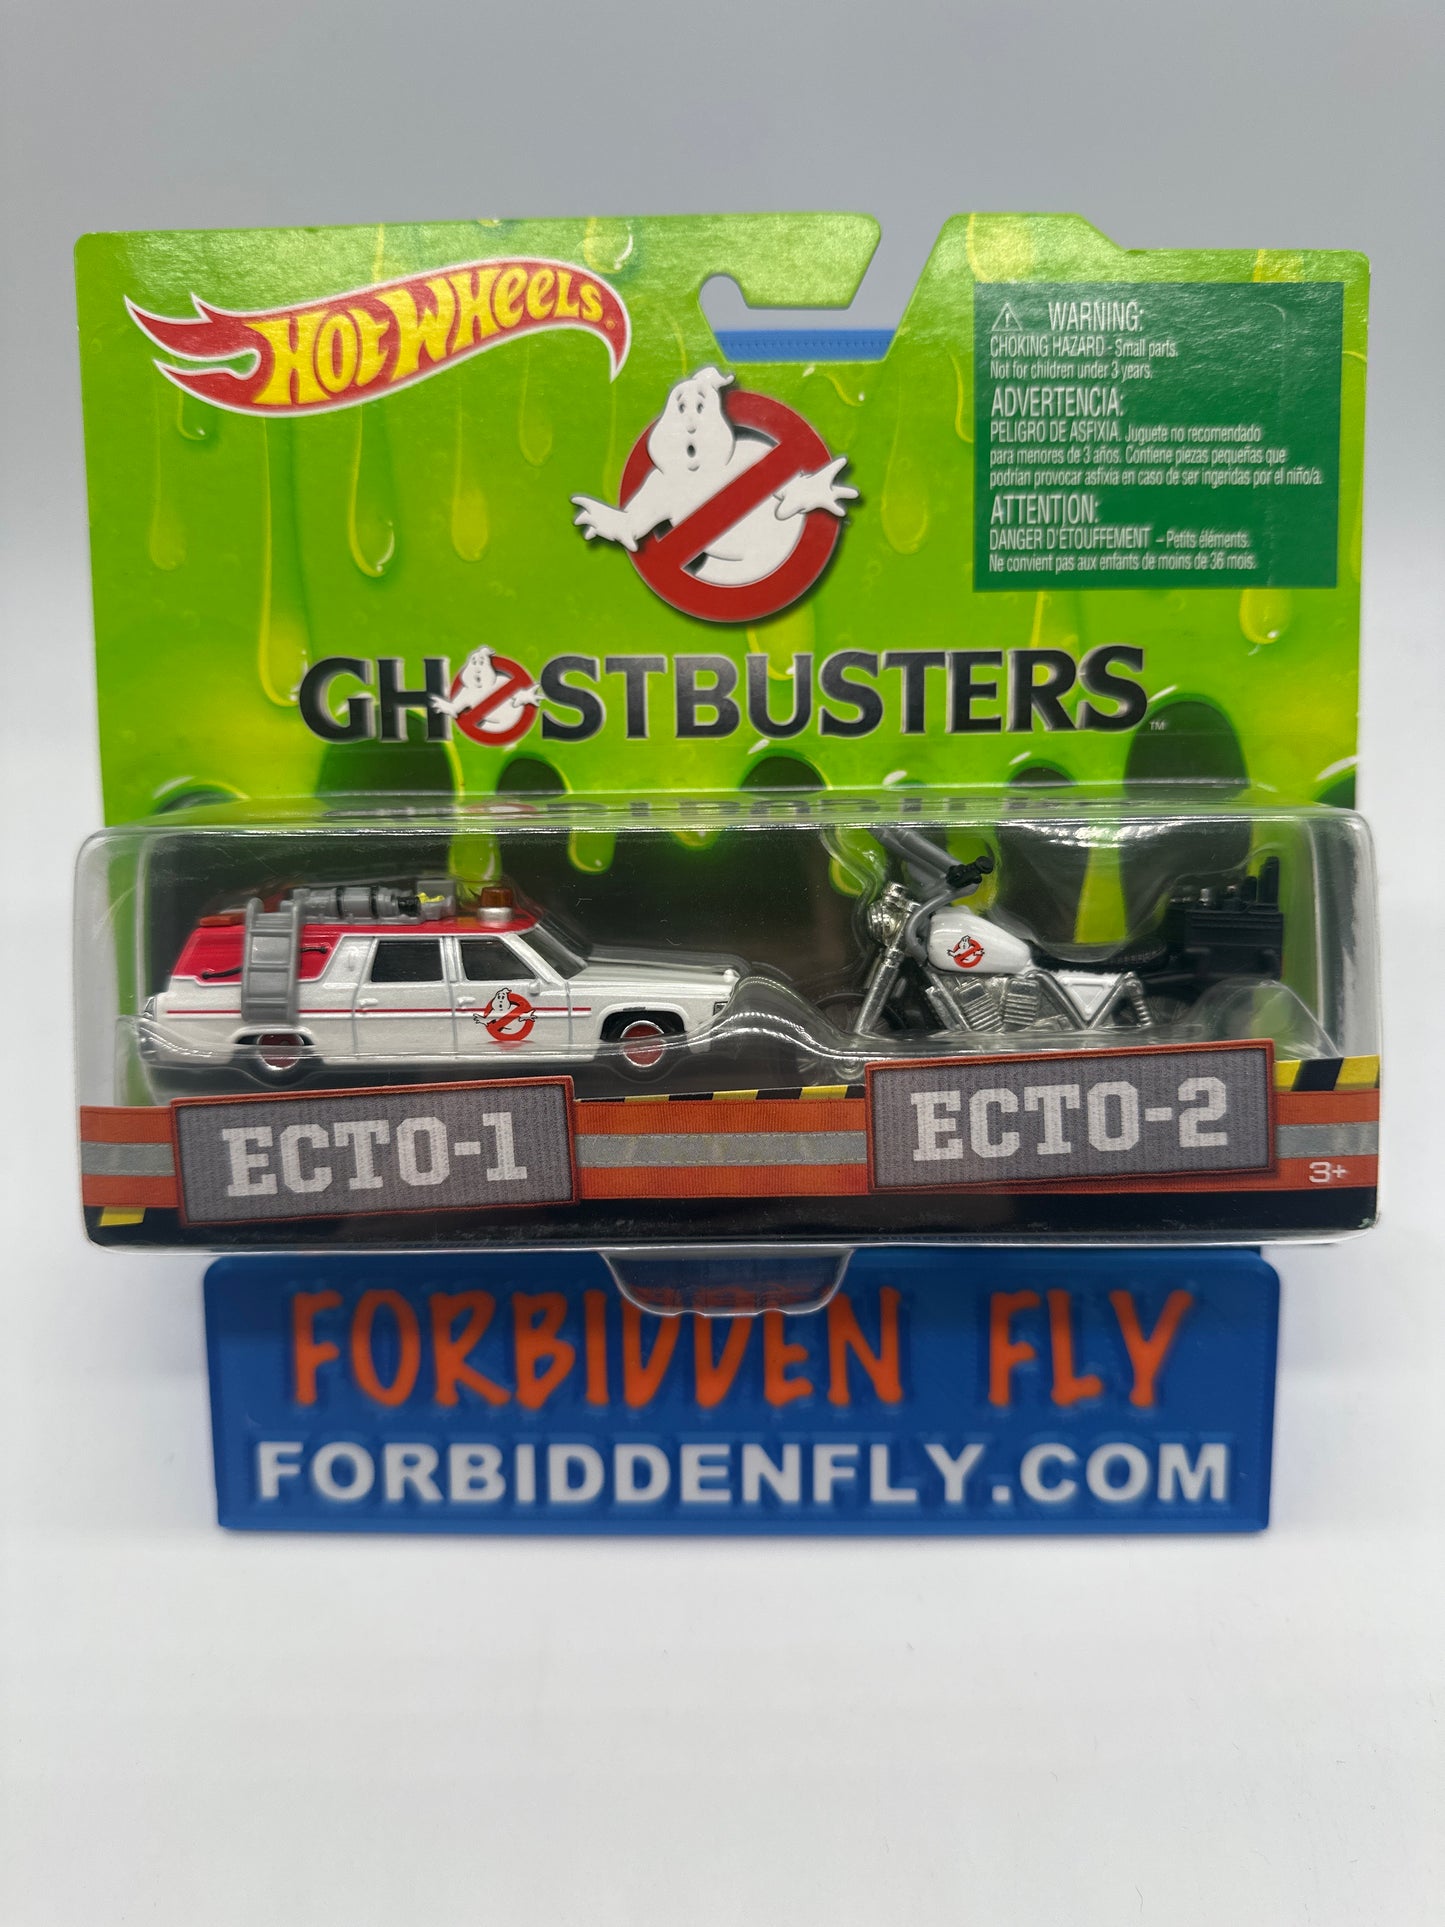 HOT WHEELS
WARNING:
CHOKING HAZARD - Small parts.
Not for children under 3 years.
ADVERTENCIA:
PELIGRO DE ASFIXIA. Juguete no recomendado
para menores de 3 años. Contiene piezas pequeñas que
podrían provocar asfixia en caso de ser ingeridas por el niño/a.
ATTENTION:
DANGER D'ÉTOUFFEMENT – Petits éléments.
Ne convient pas aux enfants de moins de 36 mois.
GHOSTBUSTERS™
ECTO-1
ECTO-2
3+
FORBIDDEN FLY
FORBIDDENFLY.COM